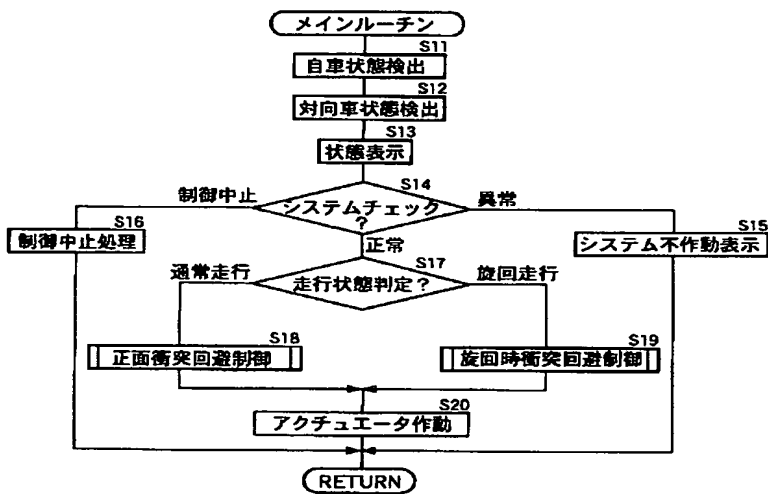 メインルーチン
S11
自車状態検出
S12
対向車状態検出
S13
状態表示
S14
制御中止
システムチェック
?
異常
S16
制御中止処理
正常
S15
システム不作動表示
S17
通常走行
走行状態判定?
旋回走行
S18
正面衝突回避制御
S19
旋回時衝突回避制御
S20
アクチュエータ作動
RETURN